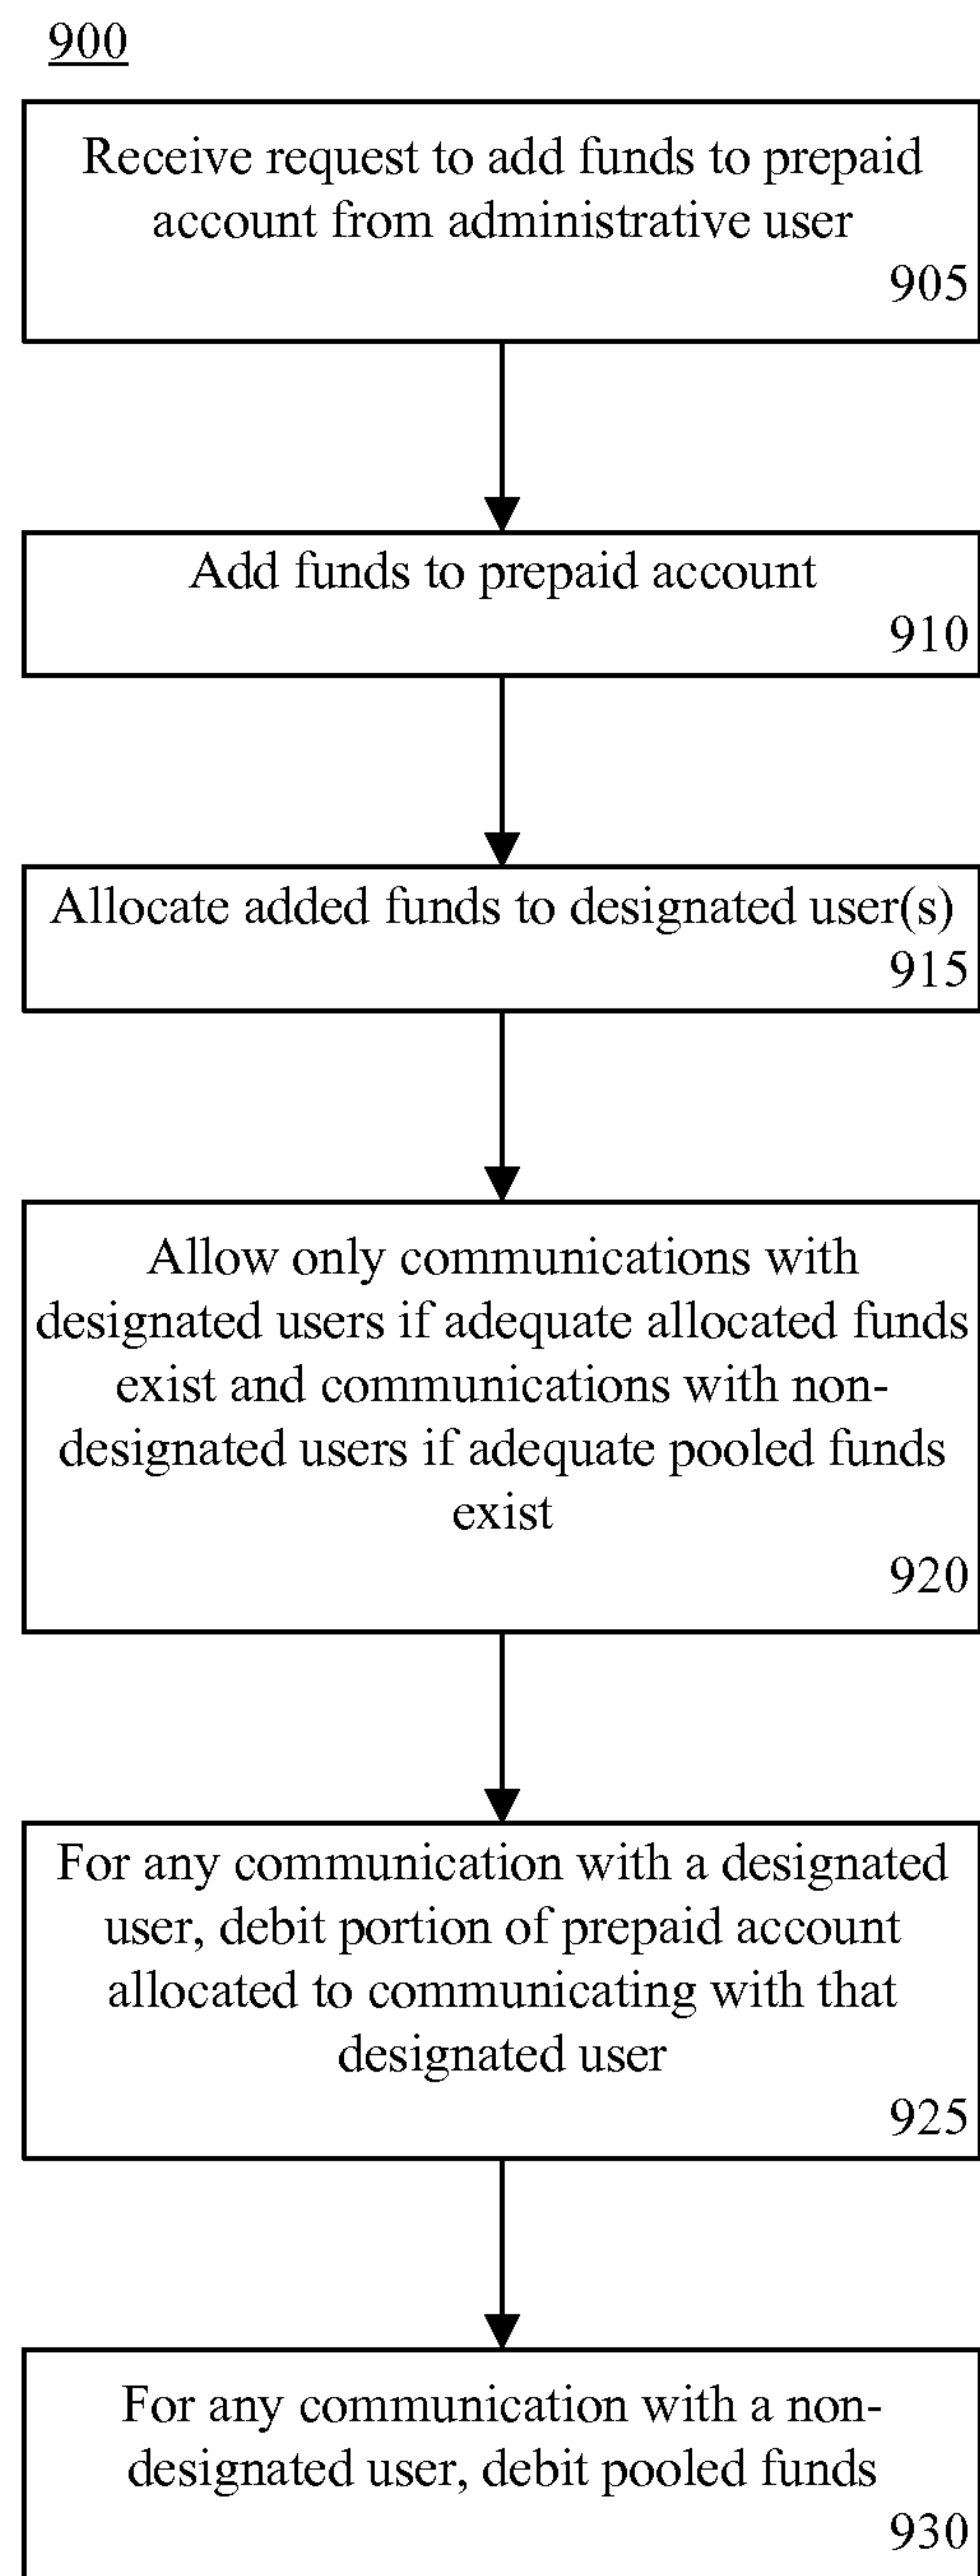 900
Receive request to add funds to prepaid
account from administrative user
905
Add funds to prepaid account
910
Allocate added funds to designated user(s)
915
Allow only communications with
designated users if adequate allocated funds
exist and communications with non-
designated users if adequate pooled funds
exist
920
For any communication with a designated
user, debit portion of prepaid account
allocated to communicating with that
designated user
925
For any communication with a non-
designated user, debit pooled funds
930